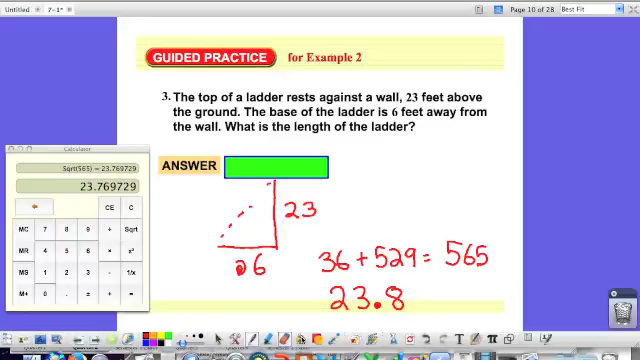 Untitled
7-1*
Page 10 of 28
Best Fit
GUIDED PRACTICE
for Example 2
3. The top of a ladder rests against a wall, 23 feet above
the ground. The base of the ladder is 6 feet away from
the wall. What is the length of the ladder?
ANSWER
Calculator
Sqrt(565) = 23.769729
23.769729
CE C
MC 7 8 9 ÷ Sqrt
MR 4 5 6 × x²
MS 1 2 3 - 1/x
M+ 0 . ± + =
23
6
36 + 529 = 565
23.8